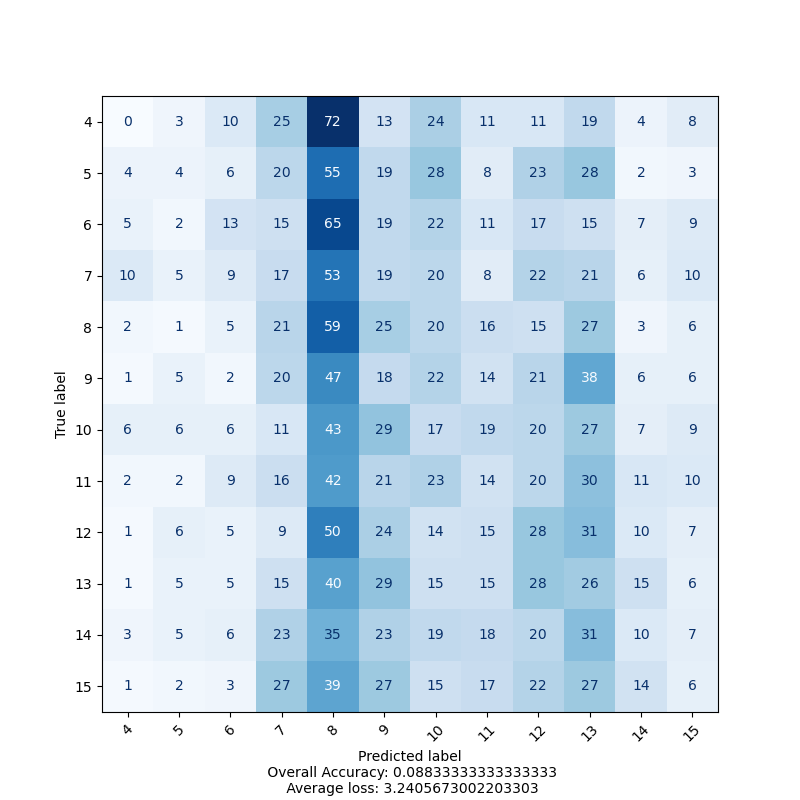 4 0 3 10 25 72 13 24 11 11 19 4 8
5 4 4 6 20 55 19 28 8 23 28 2 3
6 5 2 13 15 65 19 22 11 17 15 7 9
7 10 5 9 17 53 19 20 8 22 21 6 10
8 2 1 5 21 59 25 20 16 15 27 3 6
9 1 5 2 20 47 18 22 14 21 38 6 6
True label
10 6 6 6 11 43 29 17 19 20 27 7 9
11 2 2 9 16 42 21 23 14 20 30 11 10
12 1 6 5 9 50 24 14 15 28 31 10 7
13 1 5 5 15 40 29 15 15 28 26 15 6
14 3 5 6 23 35 23 19 18 20 31 10 7
15 1 2 3 27 39 27 15 17 22 27 14 6
4 5 6 7 8 9 10 11 12 13 14 15
Predicted label
Overall Accuracy: 0.08833333333333333
Average loss: 3.2405673002203303